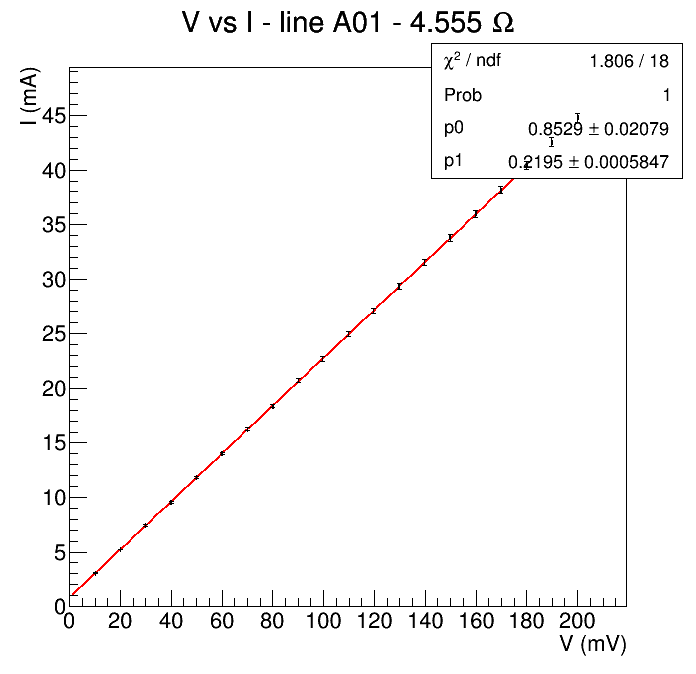 V vs I - line A01 - 4.555 Ω
χ² / ndf 1.806 / 18
Prob 1
p0 0.8529 ± 0.02079
p1 0.2195 ± 0.0005847
I (mA)
45
40
35
30
25
20
15
10
5
0
0 20 40 60 80 100 120 140 160 180 200
V (mV)